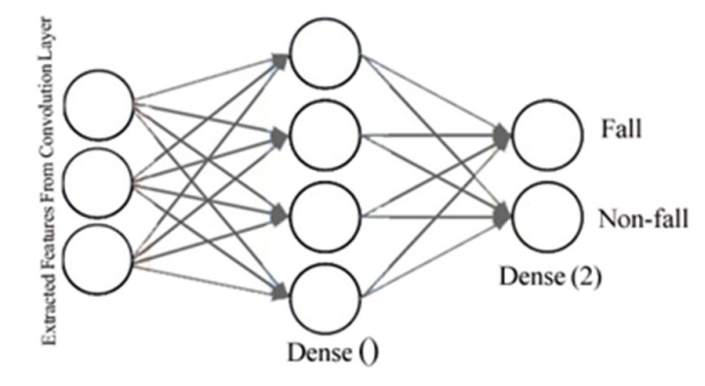 Extracted Features From Convolution Layer
Fall
Non-fall
Dense (2)
Dense ()